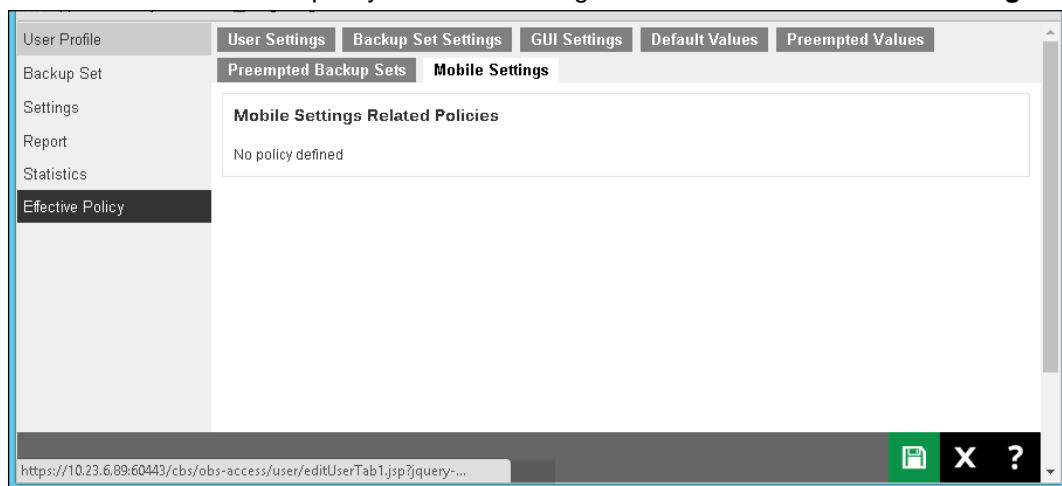 User Profile
Backup Set
Settings
Report
Statistics
Effective Policy
User Settings Backup Set Settings GUI Settings Default Values Preempted Values
Preempted Backup Sets Mobile Settings
Mobile Settings Related Policies
No policy defined
X ?
https://10.23.6.89:60443/cbs/obs-access/user/editUserTab1.jsp?jquery-...